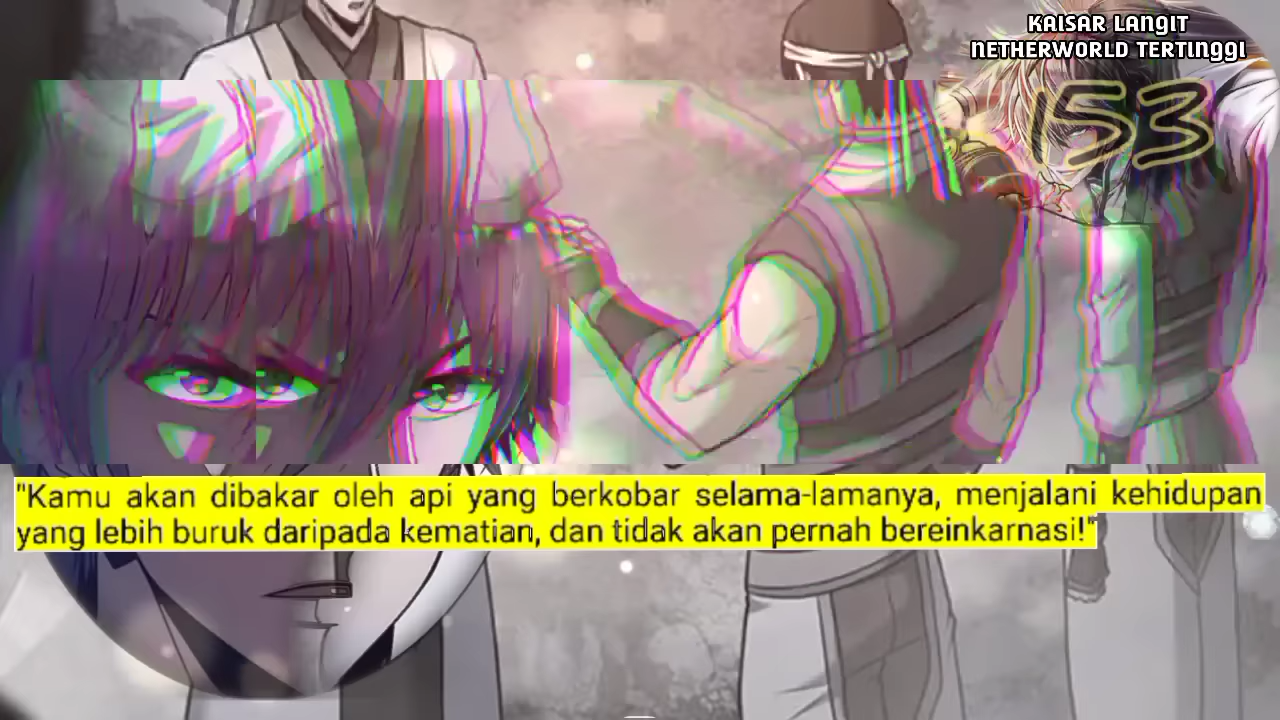 KAISAR LANGIT
NETHERWORLD TERTINGGI
153
"Kamu akan dibakar oleh api yang berkobar selama-lamanya, menjalani kehidupan
yang lebih buruk daripada kematian, dan tidak akan pernah bereinkarnasi!"